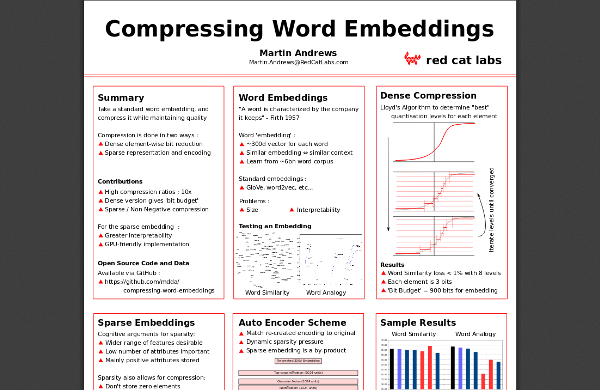 Compressing Word Embeddings
Martin Andrews
Martin.Andrews@RedCatLabs.com
red cat labs
Summary
Take a standard word embedding, and
compress it while maintaining quality
Compression is done in two ways :
Dense element-wise bit reduction
Sparse representation and encoding
Contributions
High compression ratios : 10x
Dense version gives 'bit budget'
Sparse / Non Negative compression
For the sparse embedding :
Greater Interpretability
GPU-friendly implementation
Open Source Code and Data
Available via GitHub :
https://github.com/mdda/
compressing-word-embeddings
Word Embeddings
"A word is characterized by the company
it keeps" - Firth 1957
Word 'embedding' :
~300d vector for each word
Similar embedding ⇔ similar context
Learn from ~6bn word corpus
Standard embeddings :
GloVe, word2vec, etc...
Problems :
Size
Interpretability
Testing an Embedding
Word Similarity
Word Analogy
Dense Compression
Lloyd's Algorithm to determine "best"
quantisation levels for each element
Iterate levels until converged
Results
Word Similarity loss < 1% with 8 levels
Each element is 3 bits
'Bit Budget' ~ 900 bits for embedding
Sparse Embeddings
Cognitive arguments for sparsity:
Wider range of features desirable
Low number of attributes important
Mainly positive attributes stored
Sparsity also allows for compression:
Don't store zero elements
Auto Encoder Scheme
Match re-created encoding to original
Dynamic sparsity pressure
Sparse embedding is a by product
Sample Results
Word Similarity
Word Analogy